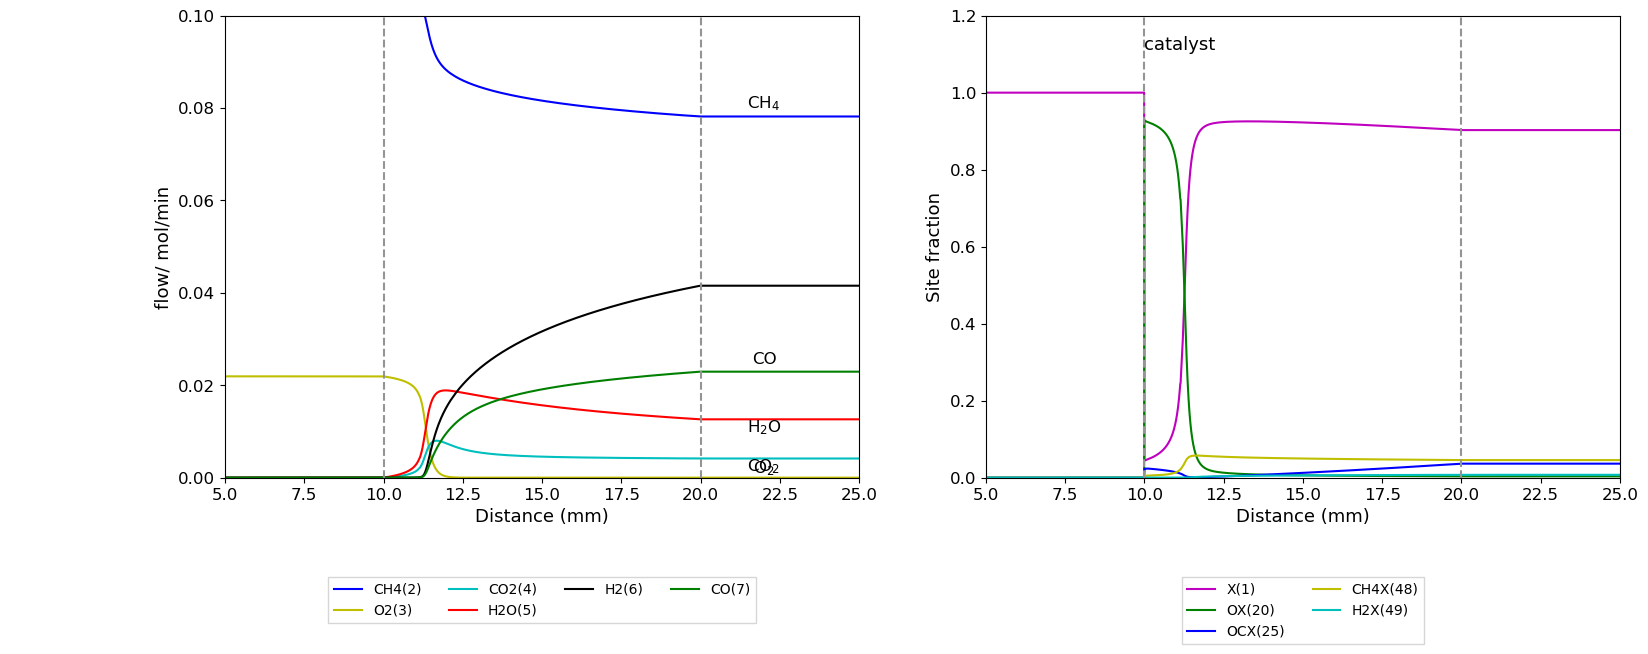 0.10
0.08
0.06
0.04
0.02
0.00
flow/ mol/min
CH₄
CO
H₂O
CO₂
O₂
5.0 7.5 10.0 12.5 15.0 17.5 20.0 22.5 25.0
Distance (mm)
CH4(2) CO2(4) H2(6) CO(7)
O2(3) H2O(5)
1.2
1.0
0.8
0.6
0.4
0.2
0.0
Site fraction
catalyst
5.0 7.5 10.0 12.5 15.0 17.5 20.0 22.5 25.0
Distance (mm)
X(1) CH4X(48)
OX(20) H2X(49)
OCX(25)